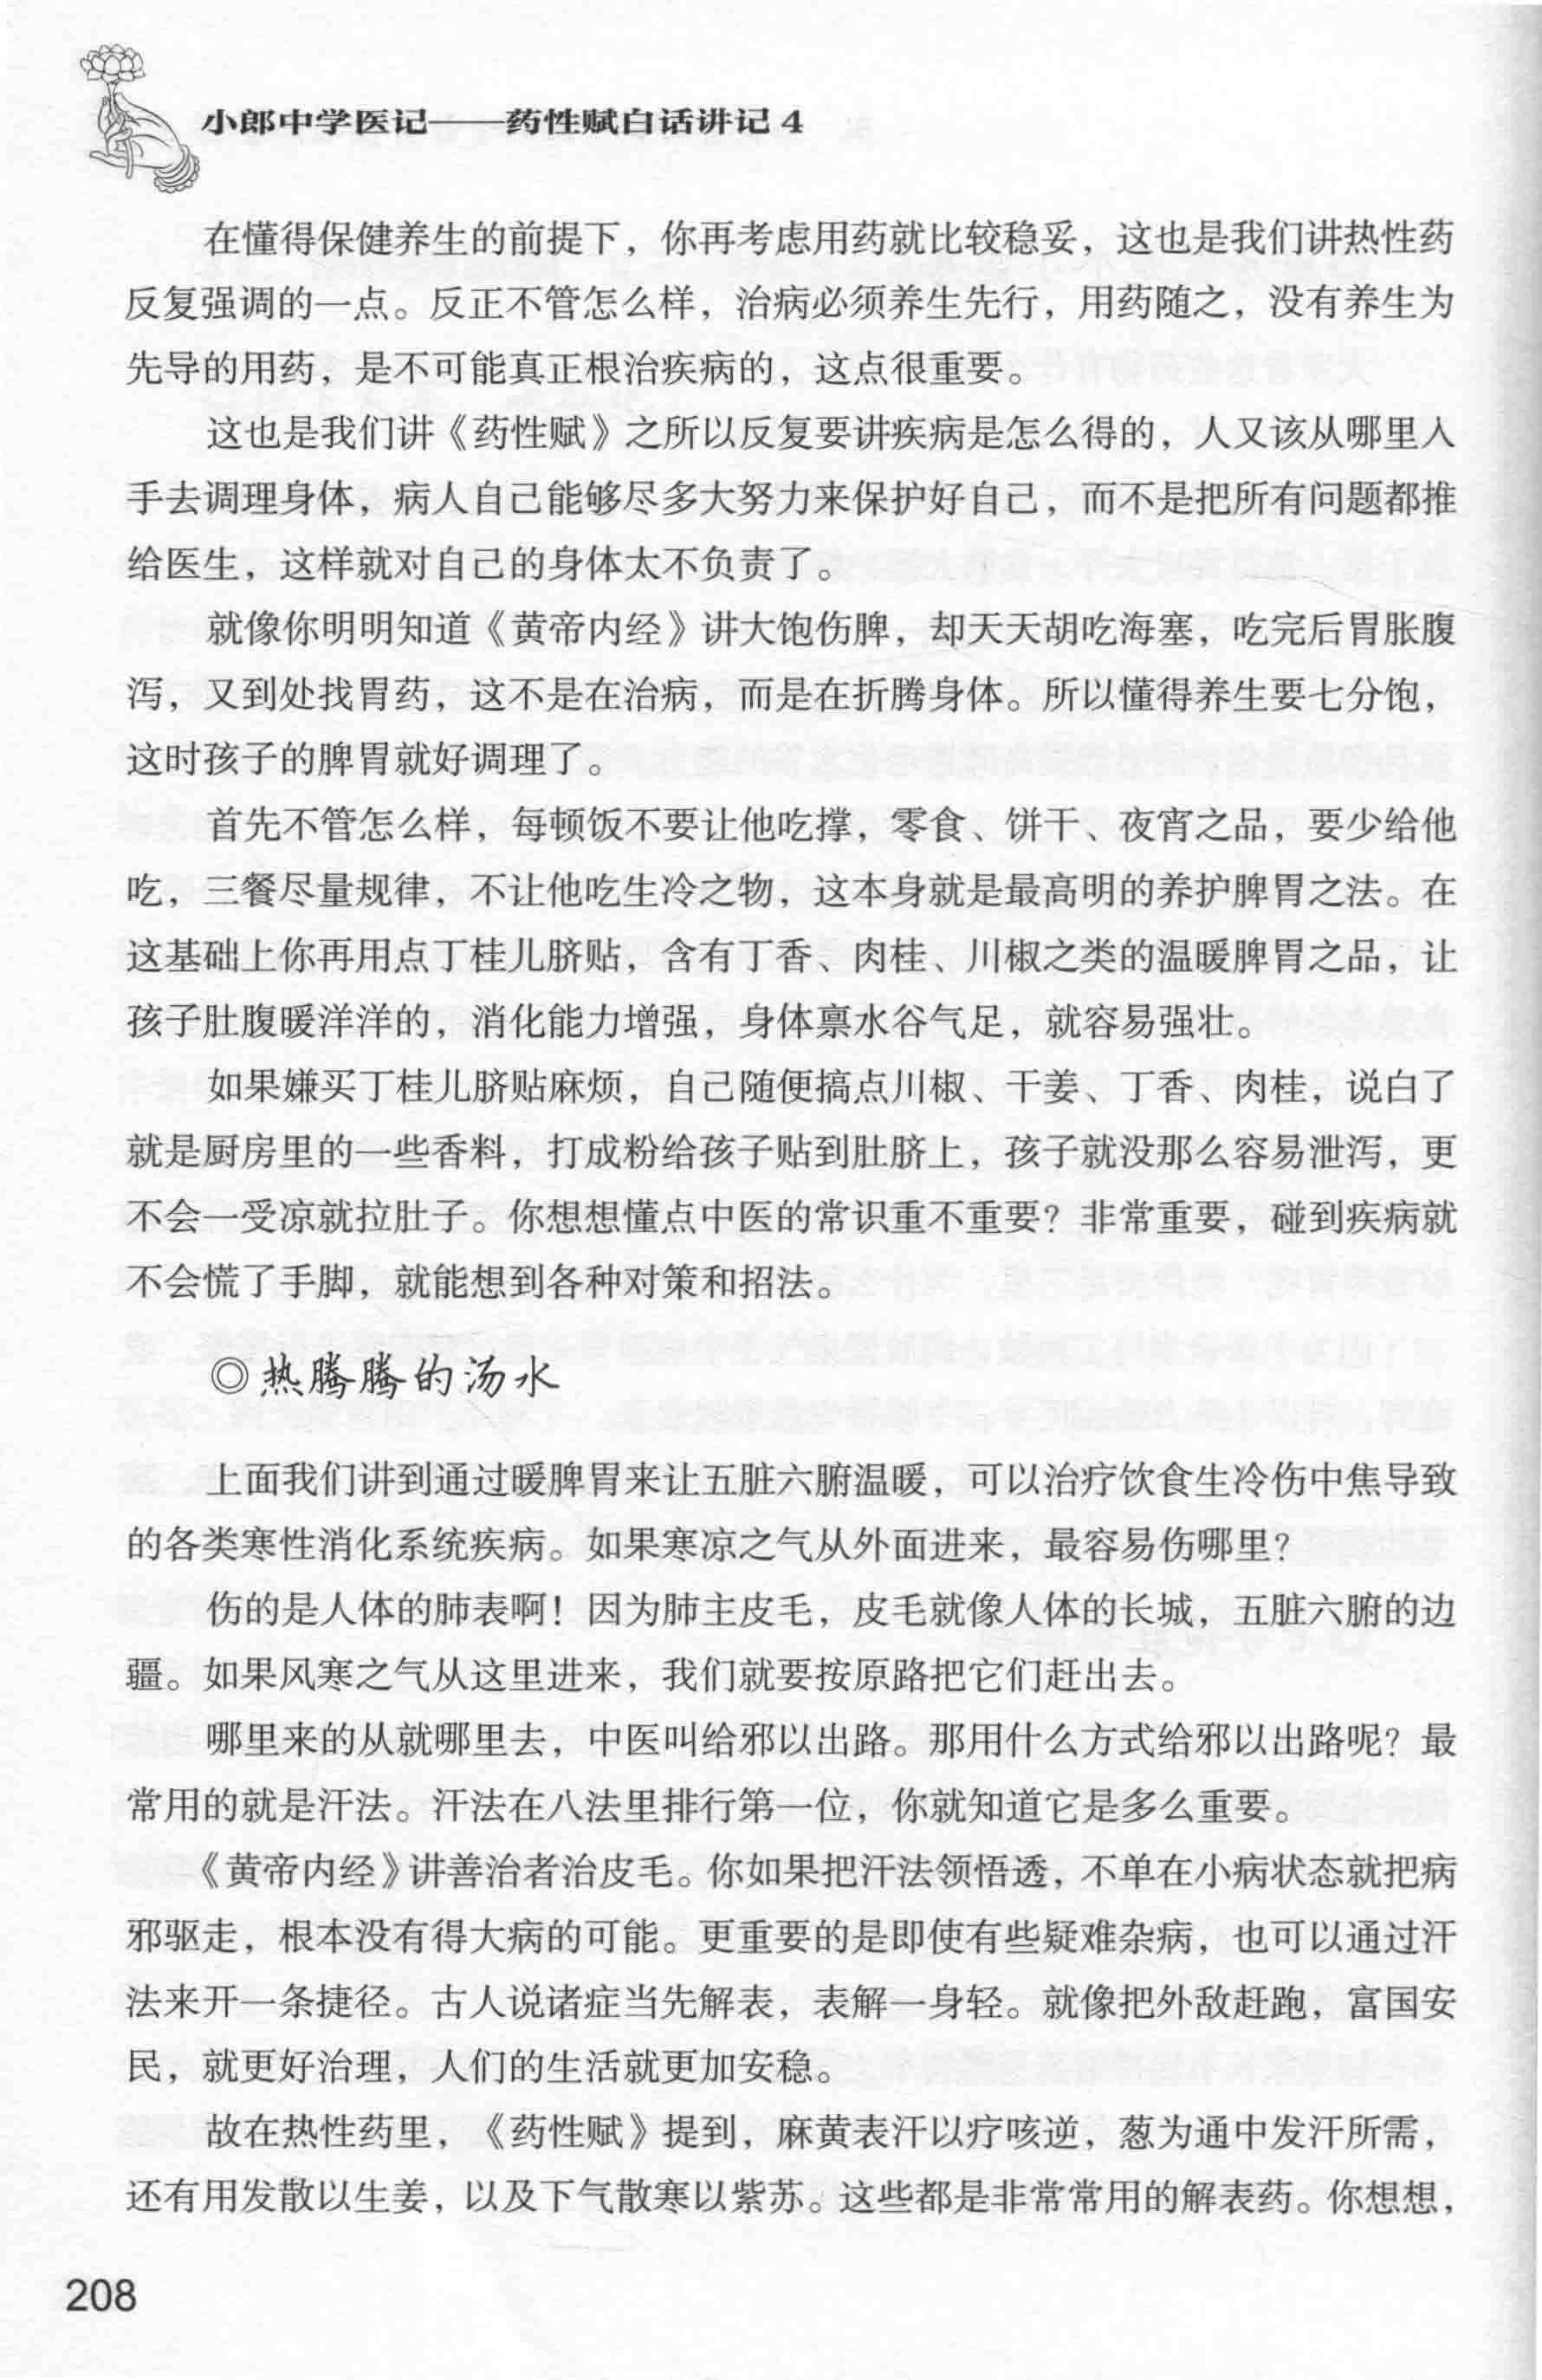 小郎中学医记——药性赋白话讲记4
在懂得保健养生的前提下，你再考虑用药就比较稳妥，这也是我们讲热性药
反复强调的一点。反正不管怎么样，治病必须养生先行，用药随之，没有养生为
先导的用药，是不可能真正根治疾病的，这点很重要。
这也是我们讲《药性赋》之所以反复要讲疾病是怎么得的，人又该从哪里入
手去调理身体，病人自己能够尽多大努力来保护好自己，而不是把所有问题都推
给医生，这样就对自己的身体太不负责了。
就像你明明知道《黄帝内经》讲大饱伤脾，却天天胡吃海塞，吃完后胃胀腹
泻，又到处找胃药，这不是在治病，而是在折腾身体。所以懂得养生要七分饱，
这时孩子的脾胃就好调理了。
首先不管怎么样，每顿饭不要让他吃撑，零食、饼干、夜宵之品，要少给他
吃，三餐尽量规律，不让他吃生冷之物，这本身就是最高明的养护脾胃之法。在
这基础上你再用点丁桂儿脐贴，含有丁香、肉桂、川椒之类的温暖脾胃之品，让
孩子肚腹暖洋洋的，消化能力增强，身体禀水谷气足，就容易强壮。
如果嫌买丁桂儿脐贴麻烦，自己随便搞点川椒、干姜、丁香、肉桂，说白了
就是厨房里的一些香料，打成粉给孩子贴到肚脐上，孩子就没那么容易泄泻，更
不会一受凉就拉肚子。你想想懂点中医的常识重不重要？非常重要，碰到疾病就
不会慌了手脚，就能想到各种对策和招法。
◎热腾腾的汤水
上面我们讲到通过暖脾胃来让五脏六腑温暖，可以治疗饮食生冷伤中焦导致
的各类寒性消化系统疾病。如果寒凉之气从外面进来，最容易伤哪里？
伤的是人体的肺表啊！因为肺主皮毛，皮毛就像人体的长城，五脏六腑的边
疆。如果风寒之气从这里进来，我们就要按原路把它们赶出去。
哪里来的从就哪里去，中医叫给邪以出路。那用什么方式给邪以出路呢？最
常用的就是汗法。汗法在八法里排行第一位，你就知道它是多么重要。
《黄帝内经》讲善治者治皮毛。你如果把汗法领悟透，不单在小病状态就把病
邪驱走，根本没有得大病的可能。更重要的是即使有些疑难杂病，也可以通过汗
法来开一条捷径。古人说诸症当先解表，表解一身轻。就像把外敌赶跑，富国安
民，就更好治理，人们的生活就更加安稳。
故在热性药里，《药性赋》提到，麻黄表汗以疗咳逆，葱为通中发汗所需，
还有用发散以生姜，以及下气散寒以紫苏。这些都是非常常用的解表药。你想想，
208